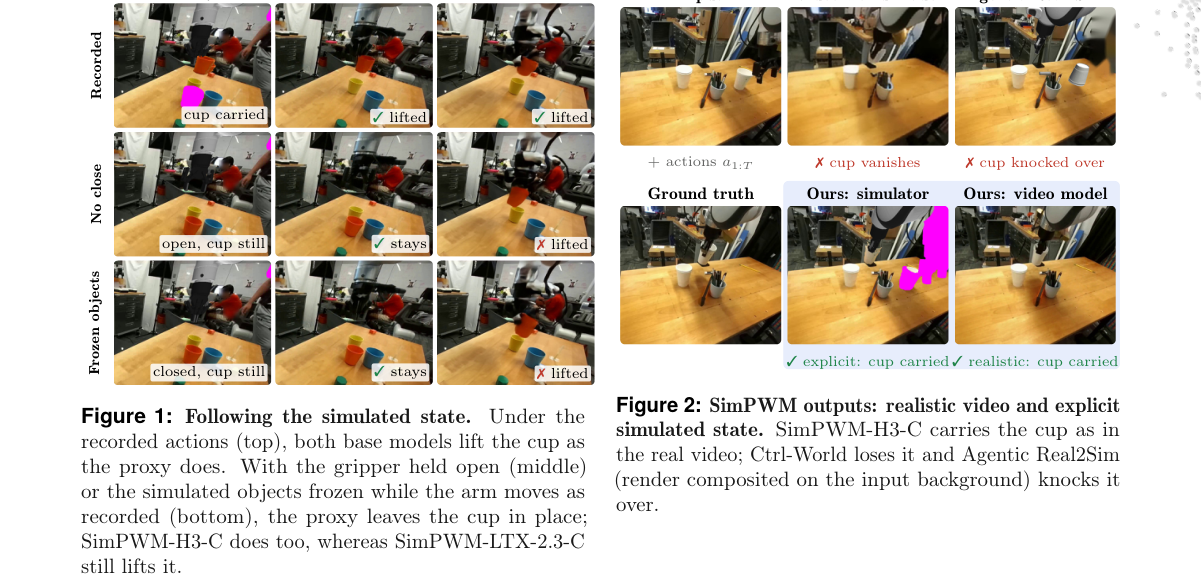 Recorded
cup carried
✓ lifted
✓ lifted
No close
open, cup still
✓ stays
✗ lifted
Frozen objects
closed, cup still
✓ stays
✗ lifted
Figure 1: Following the simulated state. Under the
recorded actions (top), both base models lift the cup as
the proxy does. With the gripper held open (middle)
or the simulated objects frozen while the arm moves as
recorded (bottom), the proxy leaves the cup in place;
SimPWM-H3-C does too, whereas SimPWM-LTX-2.3-C
still lifts it.
+ actions a1:T
✗ cup vanishes
✗ cup knocked over
Ground truth
Ours: simulator
Ours: video model
✓ explicit: cup carried
✓ realistic: cup carried
Figure 2: SimPWM outputs: realistic video and explicit
simulated state. SimPWM-H3-C carries the cup as in
the real video; Ctrl-World loses it and Agentic Real2Sim
(render composited on the input background) knocks it
over.